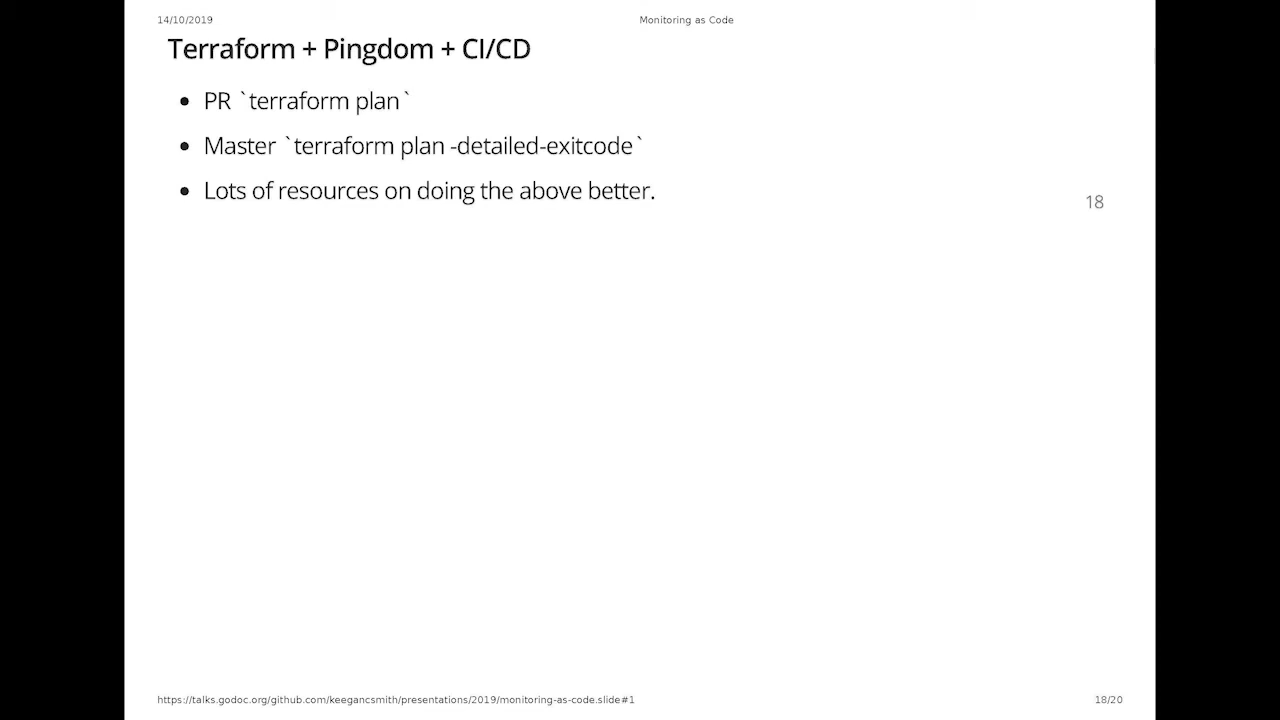 14/10/2019
Monitoring as Code
Terraform + Pingdom + CI/CD
PR `terraform plan`
Master `terraform plan -detailed-exitcode`
Lots of resources on doing the above better.
18
https://talks.godoc.org/github.com/keegancsmith/presentations/2019/monitoring-as-code.slide#1
18/20